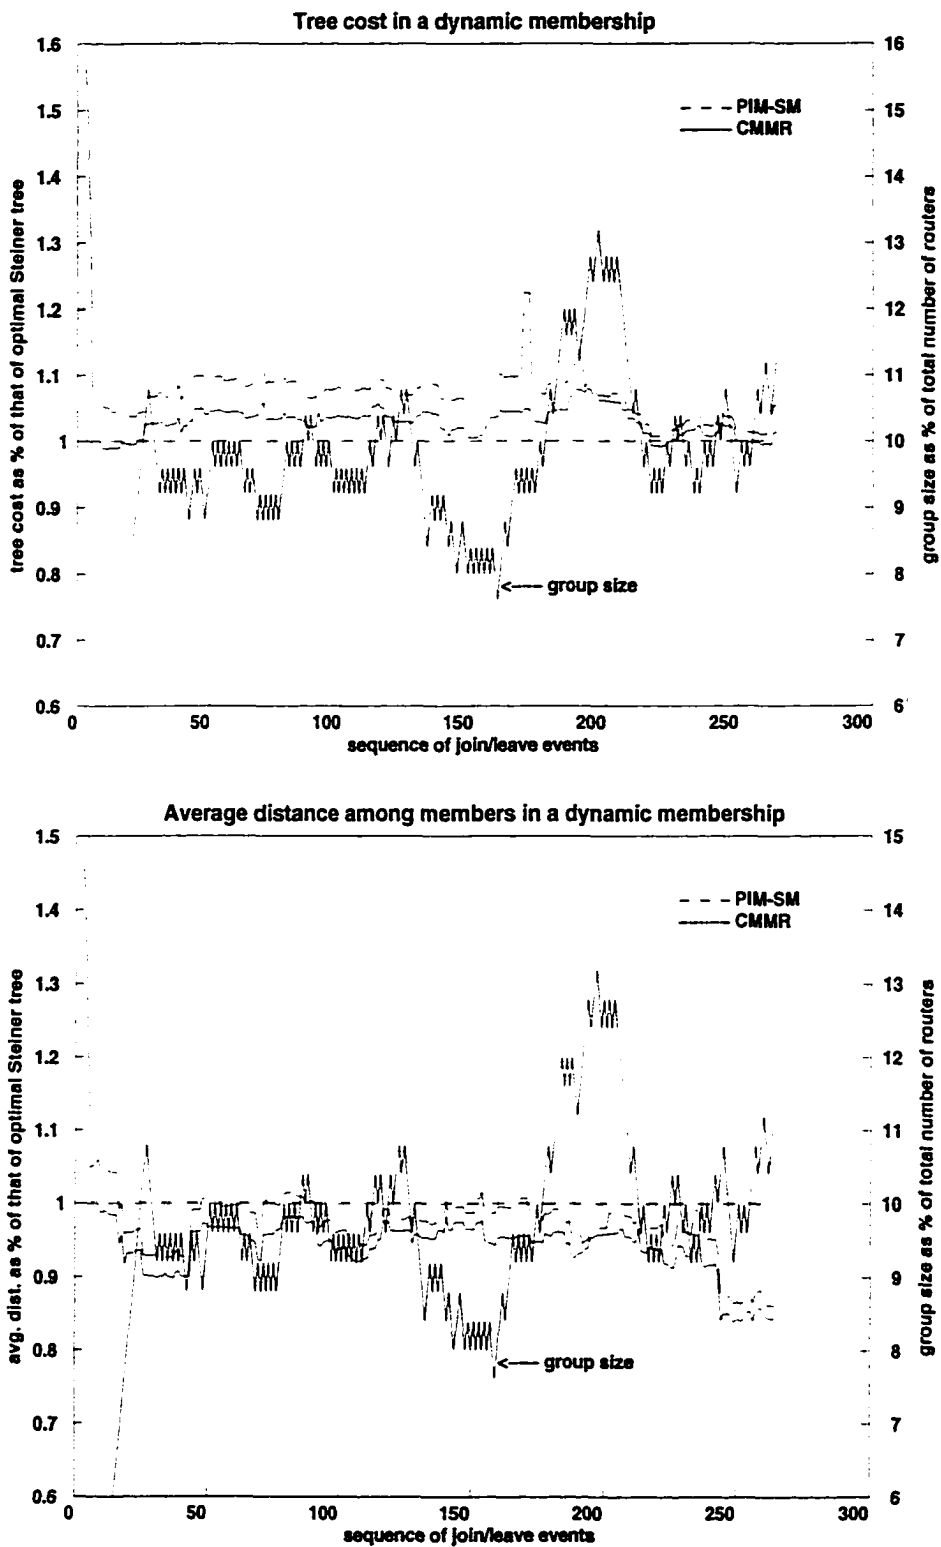 Tree cost in a dynamic membership
1.6
1.5
1.4
1.3
1.2
1.1
1
0.9
0.8
0.7
0.6
16
15
14
13
12
11
10
9
8
7
6
tree cost as % of that of optimal Steiner tree
group size as % of total number of routers
PIM-SM
CMMR
group size
0 50 100 150 200 250 300
sequence of join/leave events
Average distance among members in a dynamic membership
1.5
1.4
1.3
1.2
1.1
1
0.9
0.8
0.7
0.6
15
14
13
12
11
10
9
8
7
6
avg. dist. as % of that of optimal Steiner tree
group size as % of total number of routers
PIM-SM
CMMR
group size
0 50 100 150 200 250 300
sequence of join/leave events